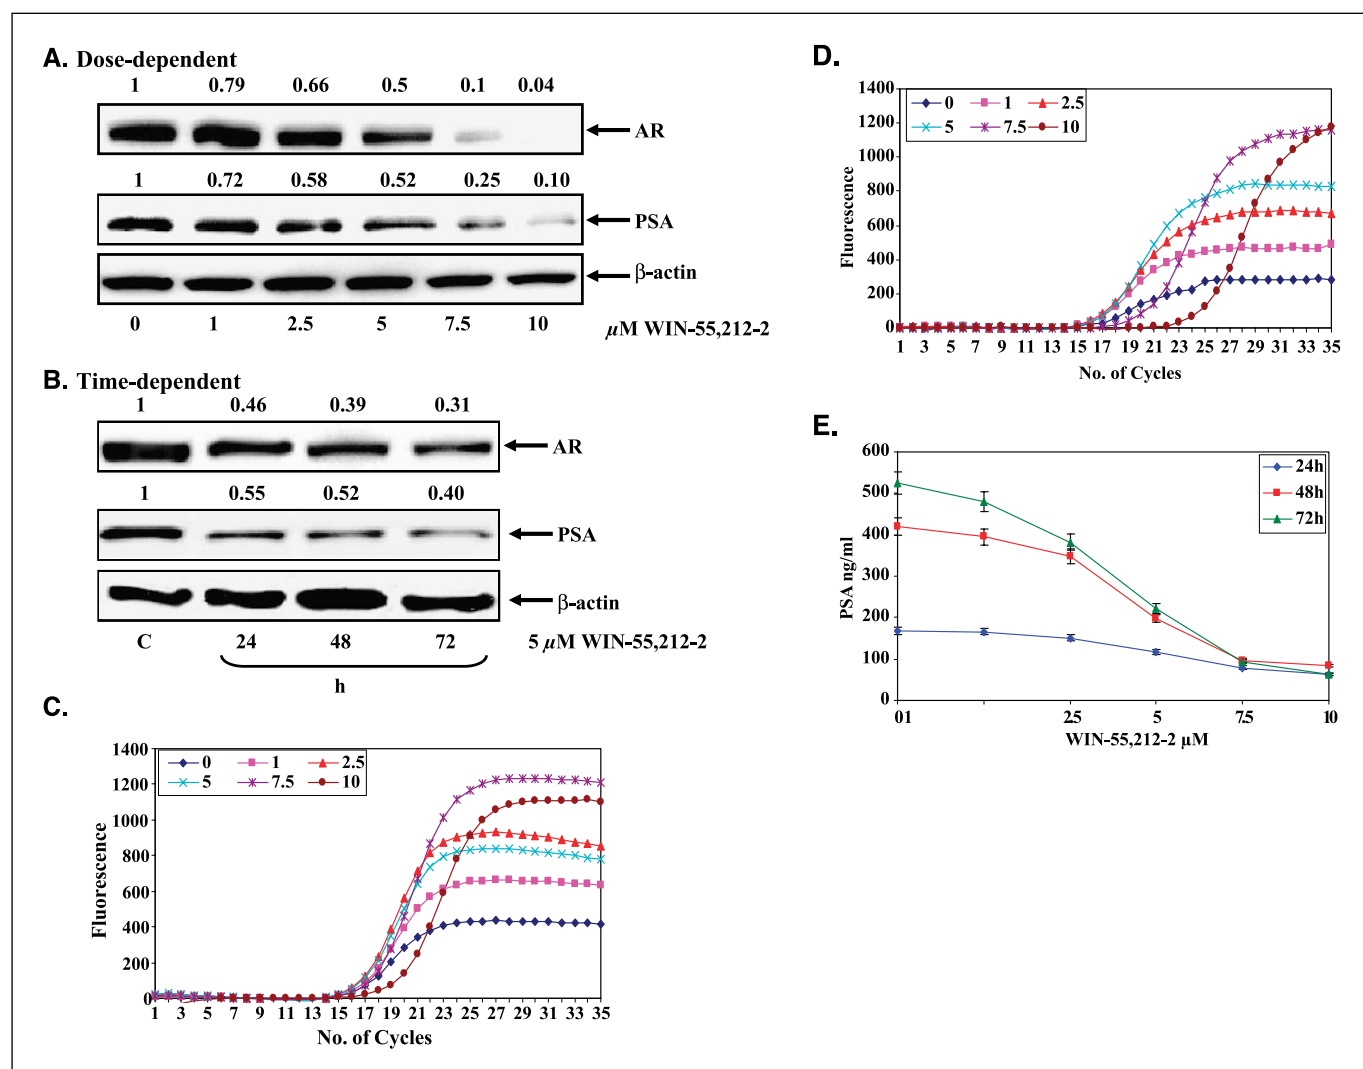 A. Dose-dependent
1 0.79 0.66 0.5 0.1 0.04
AR
1 0.72 0.58 0.52 0.25 0.10
PSA
β-actin
0 1 2.5 5 7.5 10 µM WIN-55,212-2
B. Time-dependent
1 0.46 0.39 0.31
AR
1 0.55 0.52 0.40
PSA
β-actin
C 24 48 72 5 µM WIN-55,212-2
h
C.
1400
1200
1000
800
600
400
200
0
Fluorescence
0 1 2.5
5 7.5 10
1 3 5 7 9 11 13 15 17 19 21 23 25 27 29 31 33 35
No. of Cycles
D.
1400
1200
1000
800
600
400
200
0
Fluorescence
0 1 2.5
5 7.5 10
1 3 5 7 9 11 13 15 17 19 21 23 25 27 29 31 33 35
No. of Cycles
E.
600
500
400
300
200
100
0
PSA ng/ml
24h
48h
72h
01 25 5 75 10
WIN-55,212-2 µM